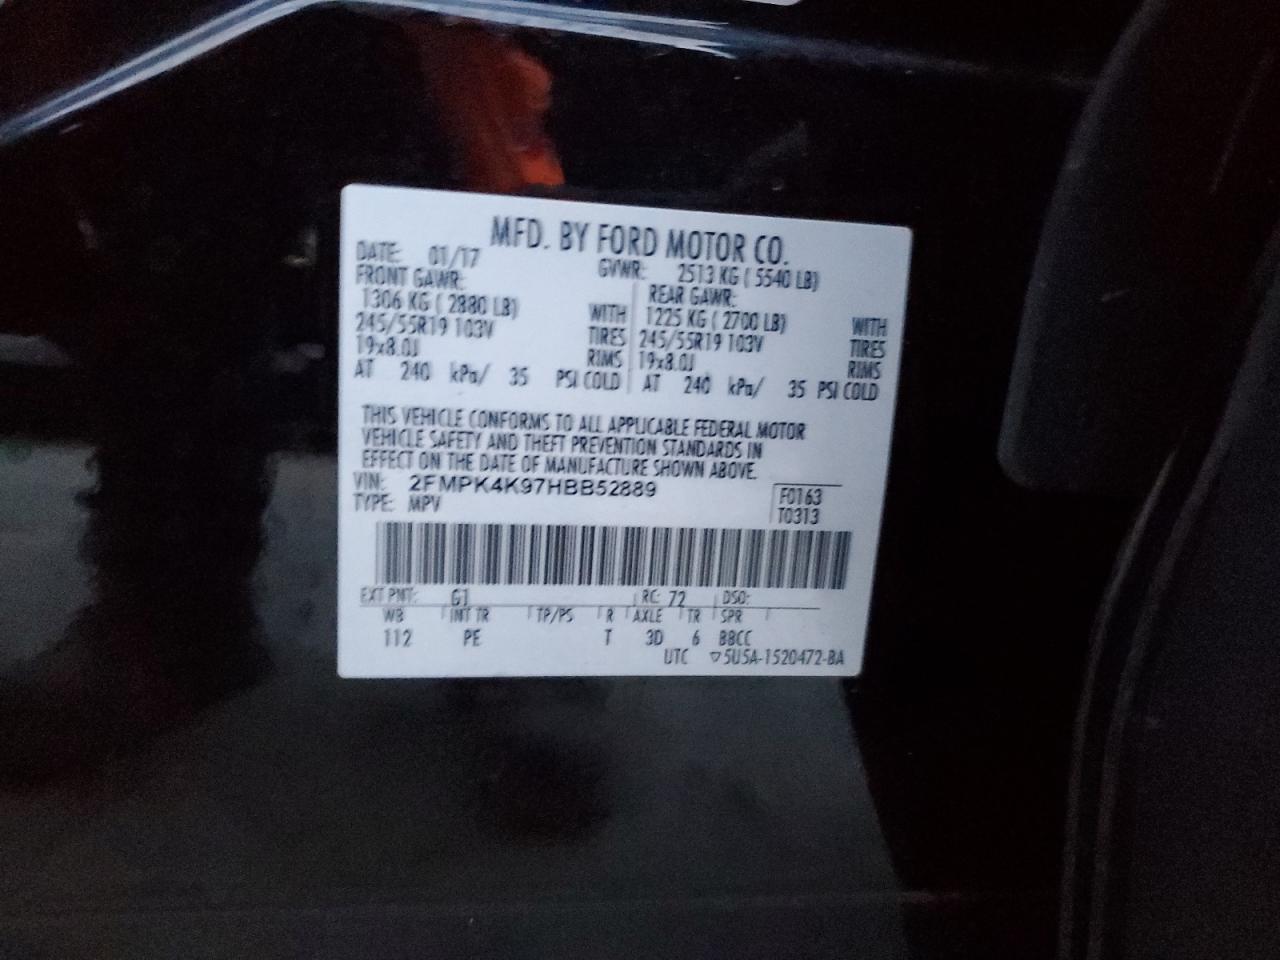 MFD. BY FORD MOTOR CO.
DATE: 01/17 GVWR: 2513 KG ( 5540 LB)
FRONT GAWR: REAR GAWR:
1306 KG ( 2880 LB) WITH 1225 KG ( 2700 LB) WITH
245/55R19 103V TIRES 245/55R19 103V TIRES
19x8.0J RIMS 19x8.0J RIMS
AT 240 kPa/ 35 PSI COLD AT 240 kPa/ 35 PSI COLD
THIS VEHICLE CONFORMS TO ALL APPLICABLE FEDERAL MOTOR
VEHICLE SAFETY AND THEFT PREVENTION STANDARDS IN
EFFECT ON THE DATE OF MANUFACTURE SHOWN ABOVE.
VIN: 2FMPK4K97HBB52889 F0163
TYPE: MPV T0313
EXT PNT: G1 RC: 72 DSO:
WB INT TR TP/PS R AXLE TR SPR
112 PE T 3D 6 BBCC
UTC ▽5U5A-1520472-BA